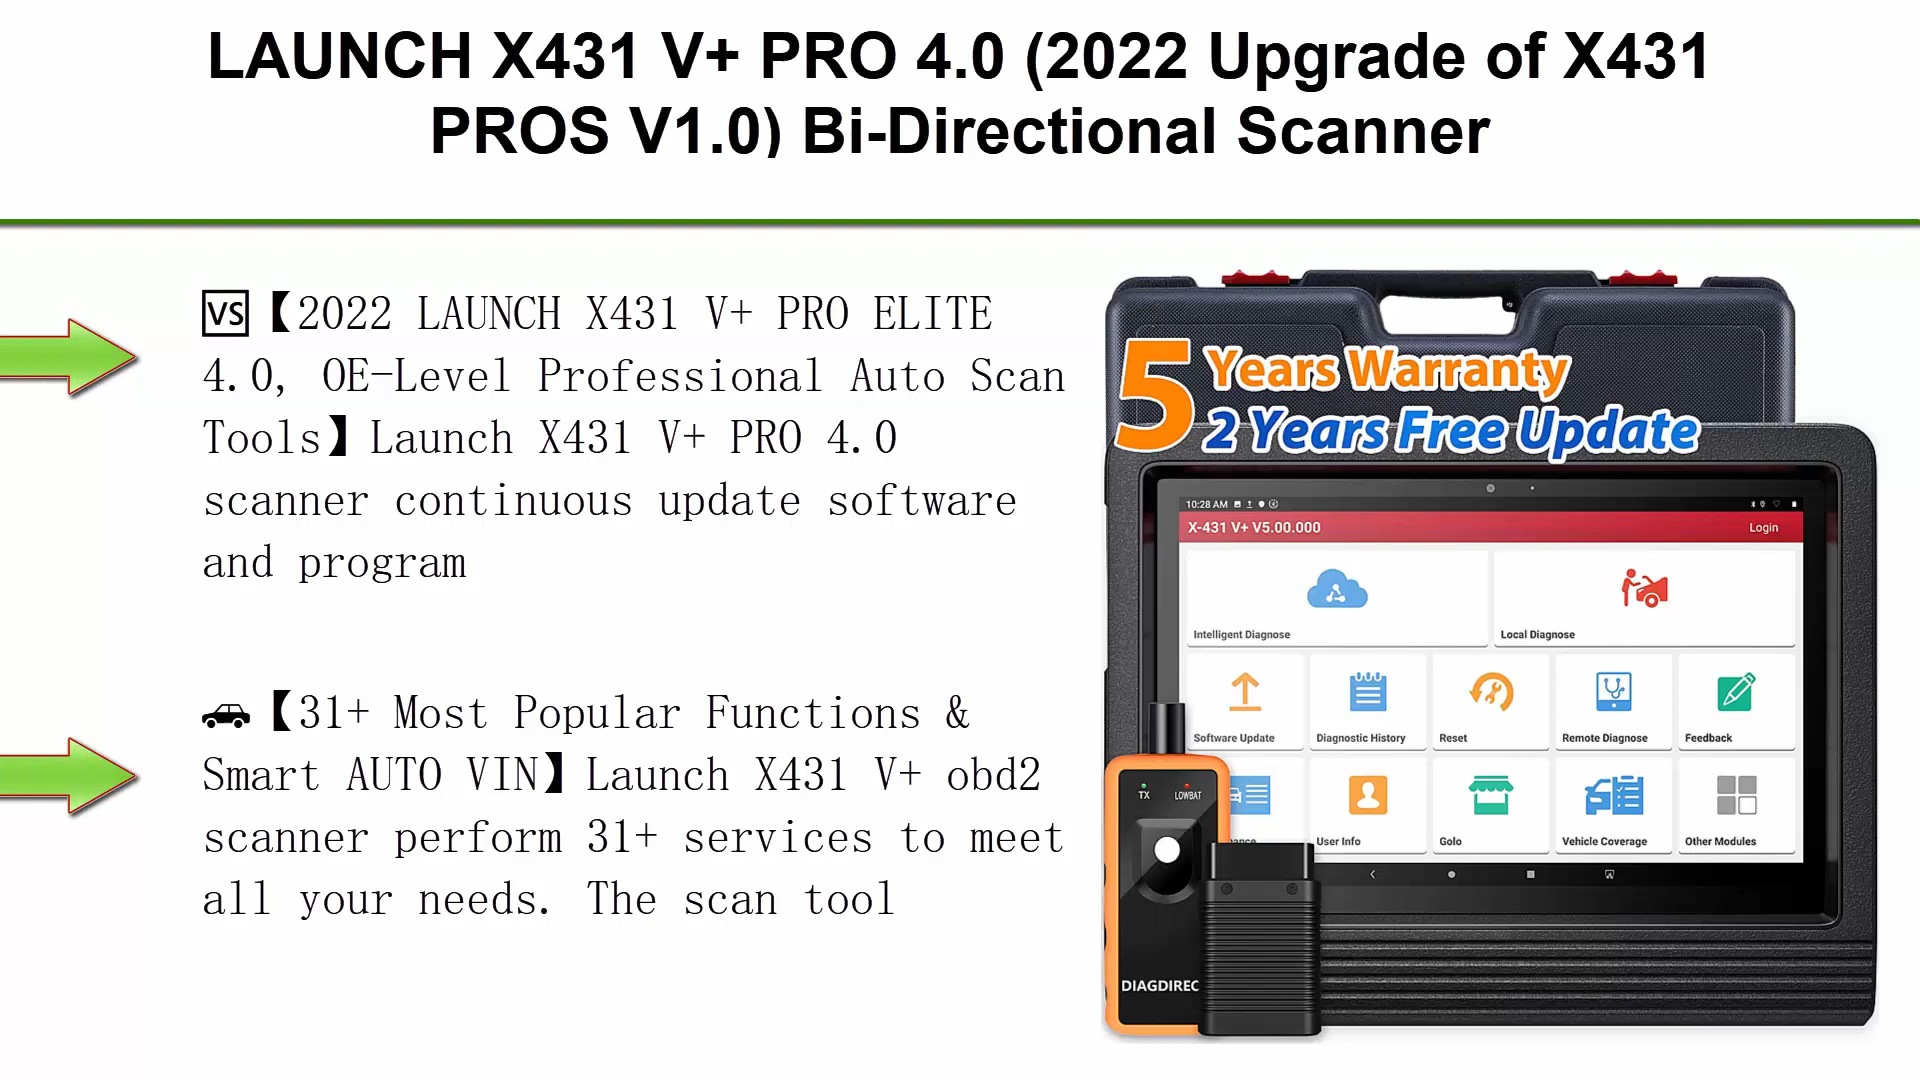 LAUNCH X431 V+ PRO 4.0 (2022 Upgrade of X431
PROS V1.0) Bi-Directional Scanner
🆚【2022 LAUNCH X431 V+ PRO ELITE
4.0, OE-Level Professional Auto Scan
Tools】Launch X431 V+ PRO 4.0
scanner continuous update software
and program
🚗【31+ Most Popular Functions &
Smart AUTO VIN】Launch X431 V+ obd2
scanner perform 31+ services to meet
all your needs. The scan tool
5 Years Warranty
2 Years Free Update
10:28 AM
X-431 V+ V5.00.000 Login
Intelligent Diagnose Local Diagnose
Software Update Diagnostic History Reset Remote Diagnose Feedback
User Info Golo Vehicle Coverage Other Modules
TX LOWBAT
DIAGDIREC